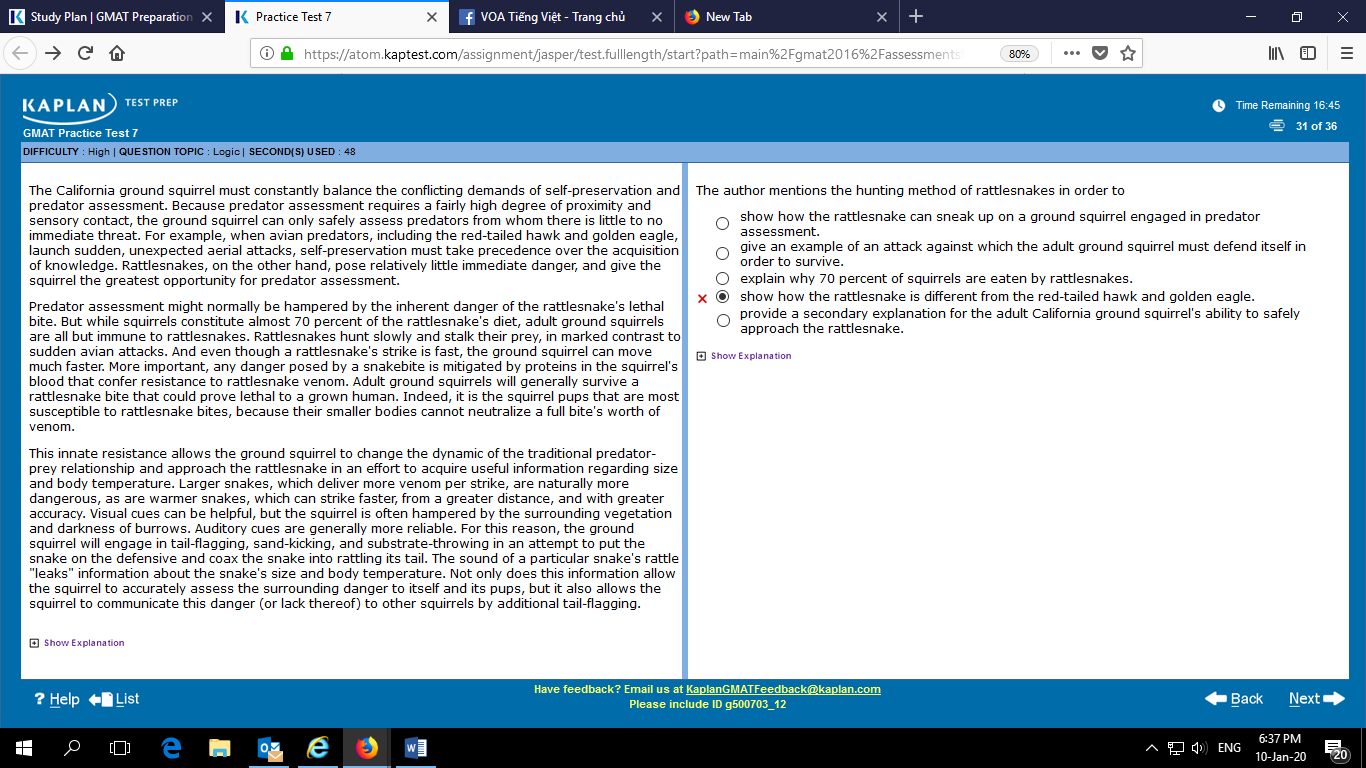 Study Plan | GMAT Preparation
Practice Test 7
VOA Tiếng Việt - Trang chủ
New Tab
https://atom.kaptest.com/assignment/jasper/test.fulllength/start?path=main%2Fgmat2016%2Fassessments
80%
KAPLAN TEST PREP
GMAT Practice Test 7
Time Remaining 16:45
31 of 36
DIFFICULTY : High | QUESTION TOPIC : Logic | SECOND(S) USED : 48
The California ground squirrel must constantly balance the conflicting demands of self-preservation and
predator assessment. Because predator assessment requires a fairly high degree of proximity and
sensory contact, the ground squirrel can only safely assess predators from whom there is little to no
immediate threat. For example, when avian predators, including the red-tailed hawk and golden eagle,
launch sudden, unexpected aerial attacks, self-preservation must take precedence over the acquisition
of knowledge. Rattlesnakes, on the other hand, pose relatively little immediate danger, and give the
squirrel the greatest opportunity for predator assessment.
Predator assessment might normally be hampered by the inherent danger of the rattlesnake's lethal
bite. But while squirrels constitute almost 70 percent of the rattlesnake's diet, adult ground squirrels
are all but immune to rattlesnakes. Rattlesnakes hunt slowly and stalk their prey, in marked contrast to
sudden avian attacks. And even though a rattlesnake's strike is fast, the ground squirrel can move
much faster. More important, any danger posed by a snakebite is mitigated by proteins in the squirrel's
blood that confer resistance to rattlesnake venom. Adult ground squirrels will generally survive a
rattlesnake bite that could prove lethal to a grown human. Indeed, it is the squirrel pups that are most
susceptible to rattlesnake bites, because their smaller bodies cannot neutralize a full bite's worth of
venom.
This innate resistance allows the ground squirrel to change the dynamic of the traditional predator-
prey relationship and approach the rattlesnake in an effort to acquire useful information regarding size
and body temperature. Larger snakes, which deliver more venom per strike, are naturally more
dangerous, as are warmer snakes, which can strike faster, from a greater distance, and with greater
accuracy. Visual cues can be helpful, but the squirrel is often hampered by the surrounding vegetation
and darkness of burrows. Auditory cues are generally more reliable. For this reason, the ground
squirrel will engage in tail-flagging, sand-kicking, and substrate-throwing in an attempt to put the
snake on the defensive and coax the snake into rattling its tail. The sound of a particular snake's rattle
"leaks" information about the snake's size and body temperature. Not only does this information allow
the squirrel to accurately assess the surrounding danger to itself and its pups, but it also allows the
squirrel to communicate this danger (or lack thereof) to other squirrels by additional tail-flagging.
Show Explanation
The author mentions the hunting method of rattlesnakes in order to
show how the rattlesnake can sneak up on a ground squirrel engaged in predator
assessment.
give an example of an attack against which the adult ground squirrel must defend itself in
order to survive.
explain why 70 percent of squirrels are eaten by rattlesnakes.
show how the rattlesnake is different from the red-tailed hawk and golden eagle.
provide a secondary explanation for the adult California ground squirrel's ability to safely
approach the rattlesnake.
Show Explanation
? Help
List
Have feedback? Email us at KaplanGMATFeedback@kaplan.com
Please include ID g500703_12
Back
Next
ENG
6:37 PM
10-Jan-20
20